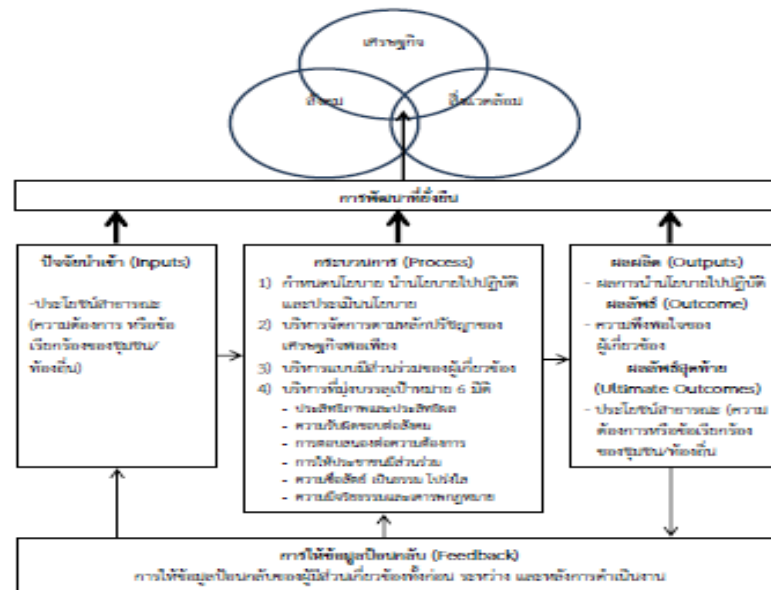 เศรษฐกิจ
สังคม
สิ่งแวดล้อม
การพัฒนาที่ยั่งยืน
ปัจจัยนำเข้า (Inputs)
-ประโยชน์สาธารณะ
(ความต้องการ หรือข้อ
เรียกร้องของชุมชน/
ท้องถิ่น)
กระบวนการ (Process)
1) กำหนดนโยบาย นำนโยบายไปปฏิบัติ
และประเมินนโยบาย
2) บริหารจัดการตามหลักปรัชญาของ
เศรษฐกิจพอเพียง
3) บริหารแบบมีส่วนร่วมของผู้เกี่ยวข้อง
4) บริหารที่มุ่งบรรลุเป้าหมาย 6 มิติ
- ประสิทธิภาพและประสิทธิผล
- ความรับผิดชอบต่อสังคม
- การตอบสนองต่อความต้องการ
- การให้ประชาชนมีส่วนร่วม
- ความซื่อสัตย์ เป็นธรรม โปร่งใส
- ความมีจริยธรรมและเคารพกฎหมาย
ผลผลิต (Outputs)
- ผลการนำนโยบายไปปฏิบัติ
ผลลัพธ์ (Outcome)
- ความพึงพอใจของ
ผู้เกี่ยวข้อง
ผลลัพธ์สุดท้าย
(Ultimate Outcomes)
- ประโยชน์สาธารณะ (ความ
ต้องการหรือข้อเรียกร้อง
ของชุมชน/ท้องถิ่น
การให้ข้อมูลป้อนกลับ (Feedback)
การให้ข้อมูลป้อนกลับของผู้มีส่วนเกี่ยวข้องทั้งก่อน ระหว่าง และหลังการดำเนินงาน